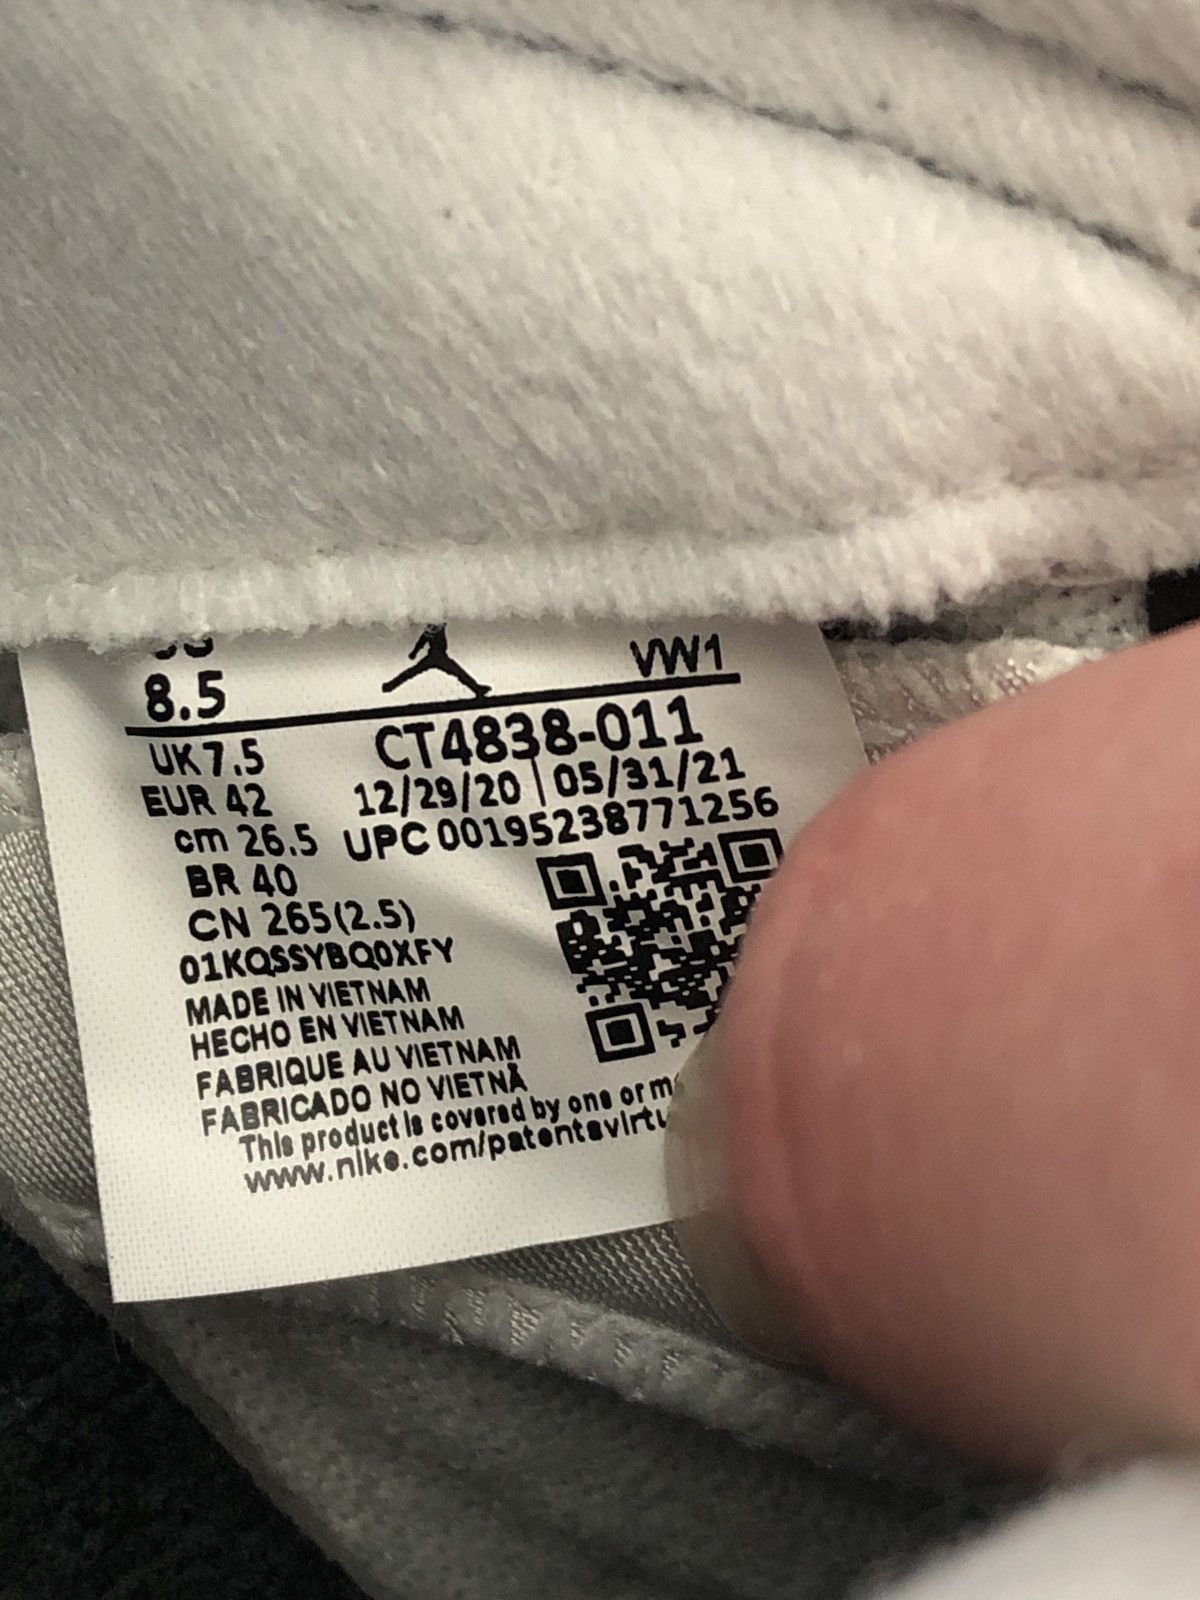 8.5
VW1
UK 7.5
CT4838-011
EUR 42
12/29/20 | 05/31/21
cm 26.5
UPC 00195238771256
BR 40
CN 265(2.5)
01KQSSYBQ0XFY
MADE IN VIETNAM
HECHO EN VIETNAM
FABRIQUE AU VIETNAM
FABRICADO NO VIETNÃ
This product is covered by one or
www.nike.com/patentsvirtu